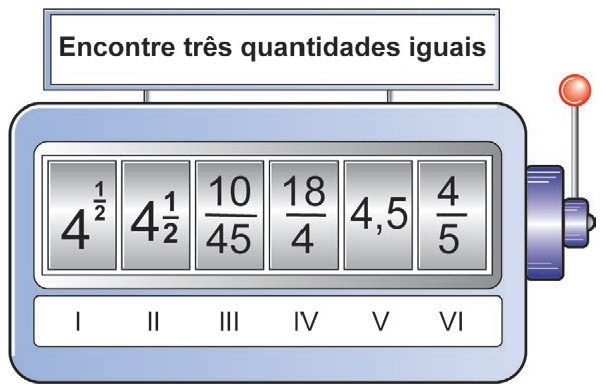 Encontre três quantidades iguais
4^{1/2} 4 1/2 10/45 18/4 4,5 4/5
I II III IV V VI